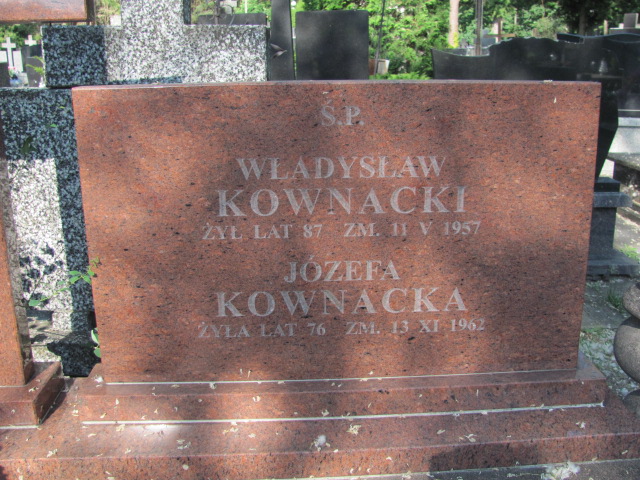 Ś.P.
WŁADYSŁAW
KOWNACKI
ŻYŁ LAT 87 ZM. 11 V 1957
JÓZEFA
KOWNACKA
ŻYŁA LAT 76 ZM. 13 XI 1962